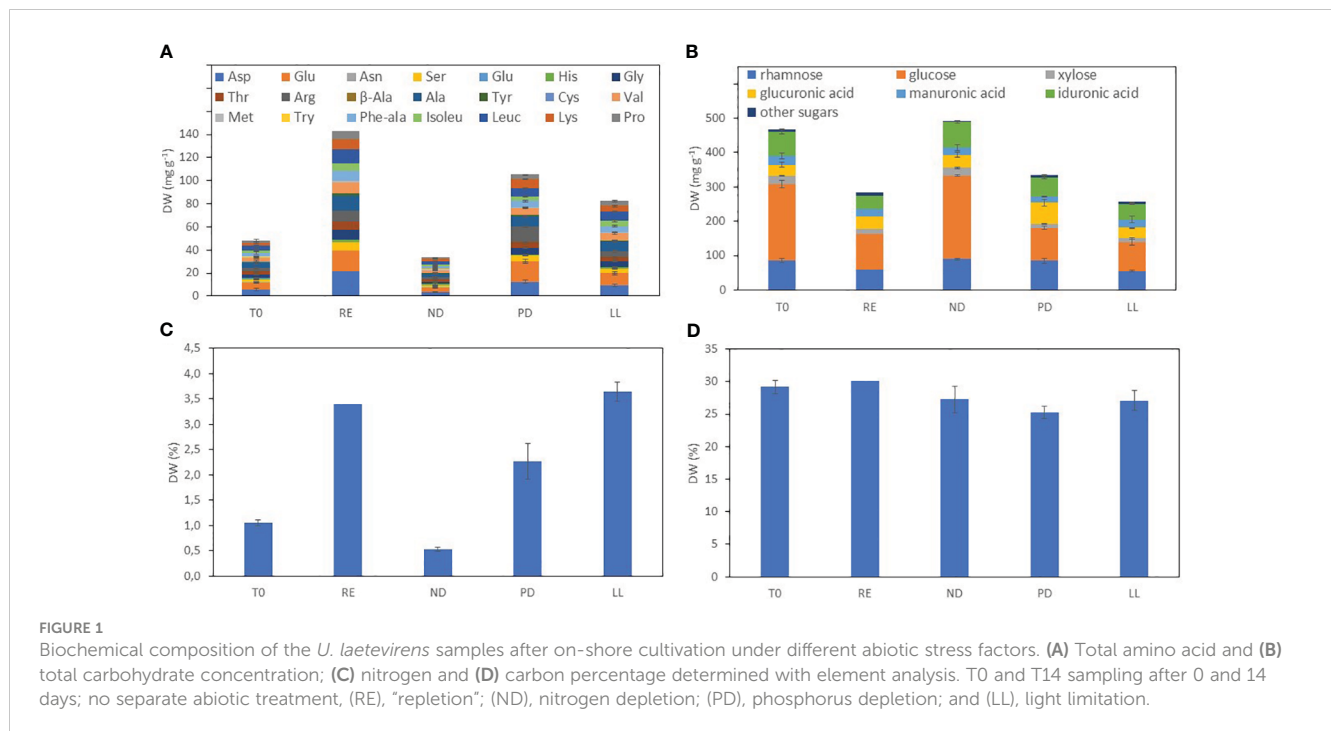 A
Asp Glu Asn Ser Glu His Gly
Thr Arg β-Ala Ala Tyr Cys Val
Met Try Phe-ala Isoleu Leuc Lys Pro
DW (mg g-1)
140
120
100
80
60
40
20
0
T0 RE ND PD LL
B
rhamnose glucose xylose
glucuronic acid manuronic acid iduronic acid
other sugars
DW (mg g-1)
500
400
300
200
100
0
T0 RE ND PD LL
C
DW (%)
4,5
4,0
3,5
3,0
2,5
2,0
1,5
1,0
0,5
0,0
T0 RE ND PD LL
D
DW (%)
35
30
25
20
15
10
5
0
T0 RE ND PD LL
FIGURE 1
Biochemical composition of the U. laetevirens samples after on-shore cultivation under different abiotic stress factors. (A) Total amino acid and (B)
total carbohydrate concentration; (C) nitrogen and (D) carbon percentage determined with element analysis. T0 and T14 sampling after 0 and 14
days; no separate abiotic treatment, (RE), “repletion“; (ND), nitrogen depletion; (PD), phosphorus depletion; and (LL), light limitation.